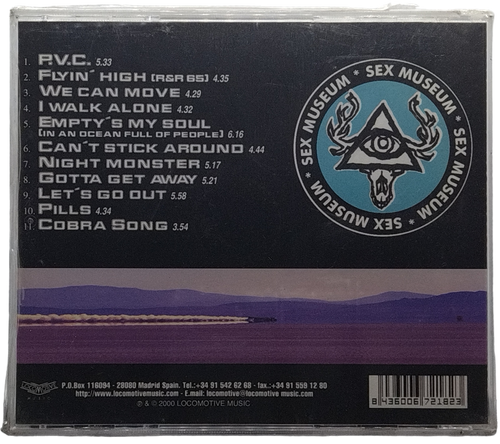 1. P.V.C. 5.33
2. FLYIN´ HIGH (R&R 65) 4.35
3. WE CAN MOVE 4.29
4. I WALK ALONE 4.32
5. EMPTY´S MY SOUL
(IN AN OCEAN FULL OF PEOPLE) 6.16
6. CAN´T STICK AROUND 4.44
7. NIGHT MONSTER 5.17
8. GOTTA GET AWAY 5.21
9. LET´S GO OUT 5.58
10. PILLS 4.34
11. COBRA SONG 3.54
SEX MUSEUM * SEX MUSEUM * SEX MUSEUM * SEX MUSEUM *
LOCOMOTIVE
MUSIC
P.O.Box 116094 - 28080 Madrid Spain. Tel.:+34 91 542 62 68 - fax.:+34 91 559 12 80
http://www.locomotivemusic.com - E.mail: locomotive@locomotivemusic.com
℗ & © 2000 LOCOMOTIVE MUSIC
8 436006 721823